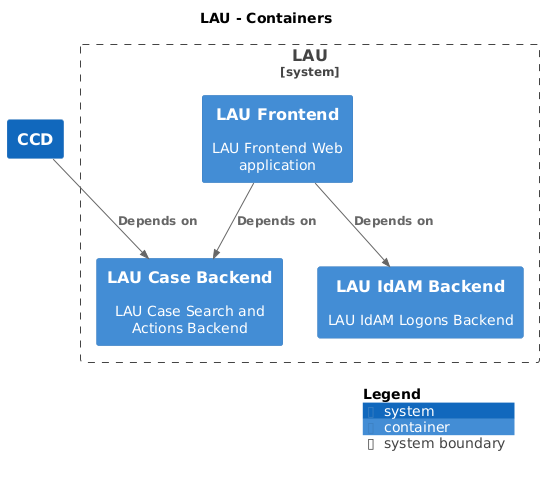 LAU - Containers
LAU
[system]
LAU Frontend
LAU Frontend Web
application
CCD
Depends on
Depends on
Depends on
LAU Case Backend
LAU Case Search and
Actions Backend
LAU IdAM Backend
LAU IdAM Logons Backend
Legend
system
container
system boundary